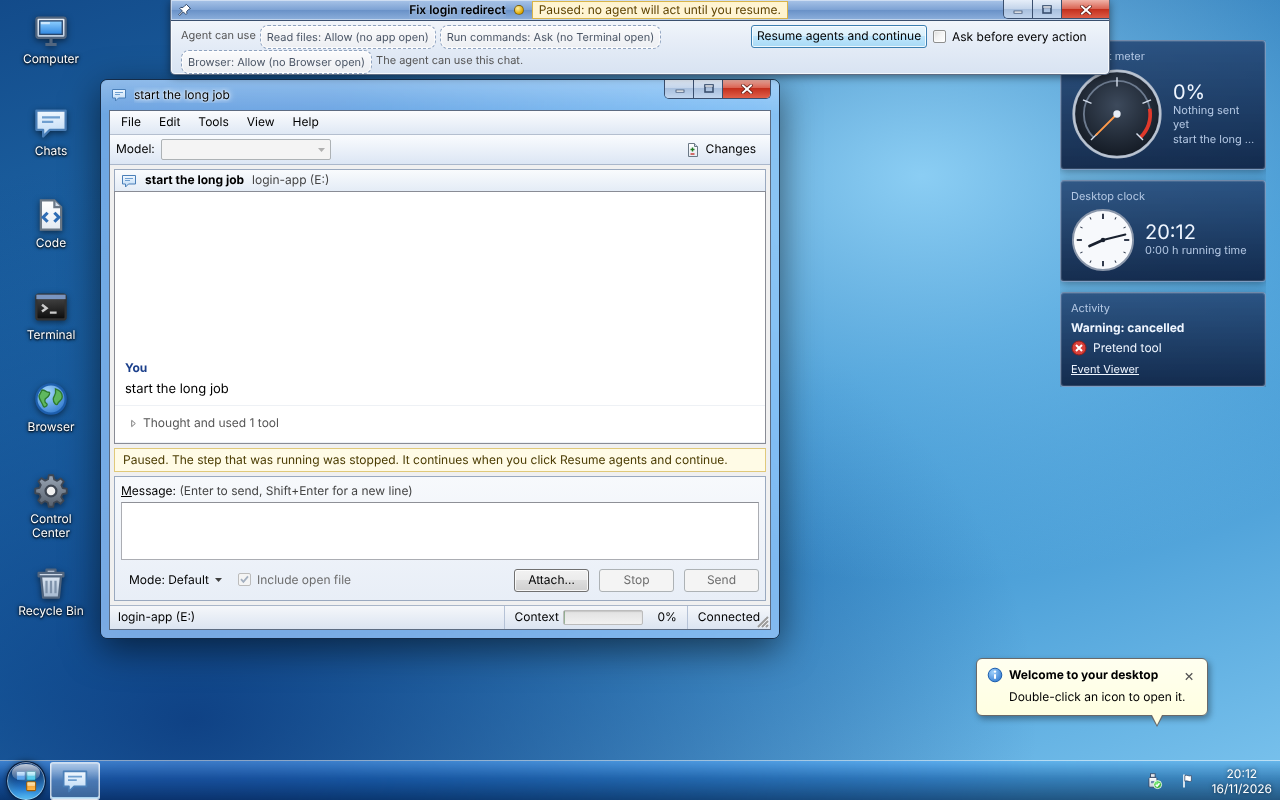 Fix login redirect
Paused: no agent will act until you resume.
Agent can use
Read files: Allow (no app open)
Run commands: Ask (no Terminal open)
Resume agents and continue
Ask before every action
Browser: Allow (no Browser open)
The agent can use this chat.
Computer
Chats
Code
Terminal
Browser
Control Center
Recycle Bin
start the long job
File
Edit
Tools
View
Help
Model:
Changes
start the long job
login-app (E:)
You
start the long job
Thought and used 1 tool
Paused. The step that was running was stopped. It continues when you click Resume agents and continue.
Message: (Enter to send, Shift+Enter for a new line)
Mode: Default
Include open file
Attach...
Stop
Send
login-app (E:)
Context
0%
Connected
meter
0%
Nothing sent
yet
start the long ...
Desktop clock
20:12
0:00 h running time
Activity
Warning: cancelled
Pretend tool
Event Viewer
Welcome to your desktop
Double-click an icon to open it.
20:12
16/11/2026